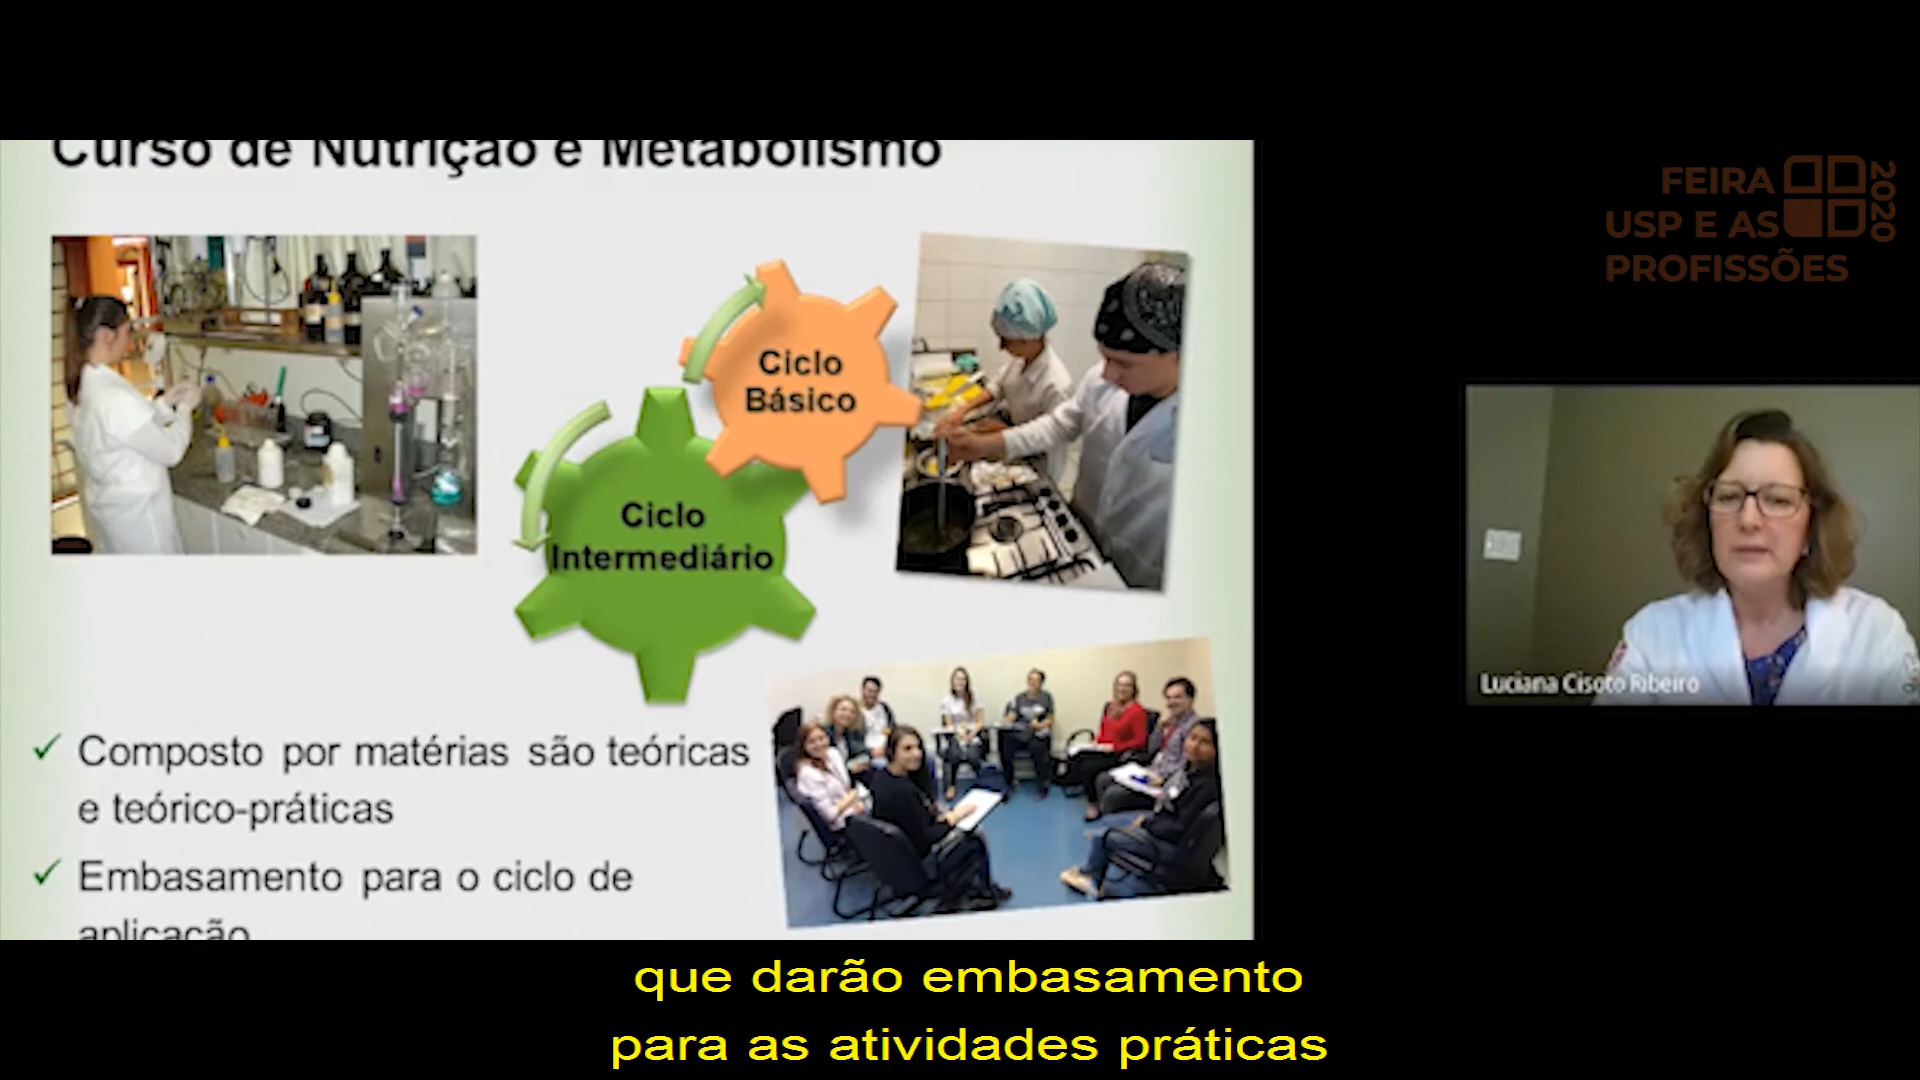 Curso de Nutrição e Metabolismo
FEIRA
USP E AS
PROFISSÕES
2020
Ciclo
Básico
Ciclo
Intermediário
Luciana Cisoto Ribeiro
Composto por matérias são teóricas
e teórico-práticas
Embasamento para o ciclo de
aplicação
que darão embasamento
para as atividades práticas